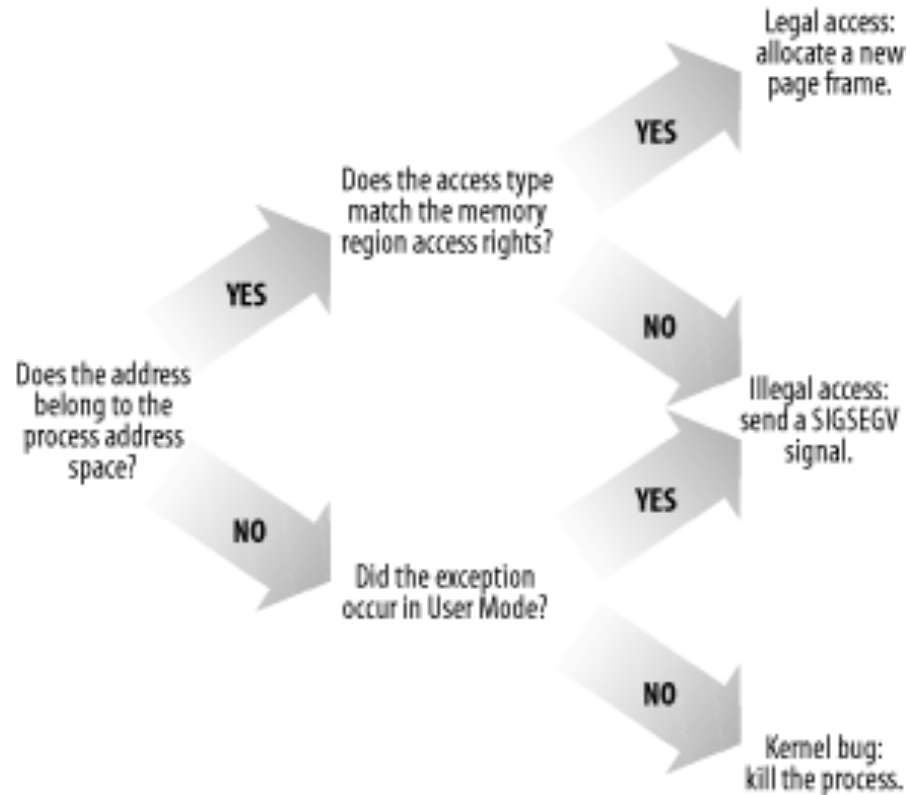 Legal access:
allocate a new
page frame.
YES
Does the access type
match the memory
region access rights?
YES
NO
Does the address
belong to the
process address
space?
Illegal access:
send a SIGSEGV
signal.
YES
NO
Did the exception
occur in User Mode?
NO
Kernel bug:
kill the process.